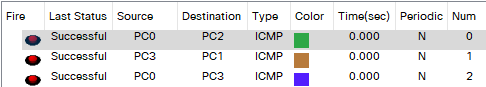 Fire Last Status Source Destination Type Color Time(sec) Periodic Num
Successful PC0 PC2 ICMP 0.000 N 0
Successful PC3 PC1 ICMP 0.000 N 1
Successful PC0 PC3 ICMP 0.000 N 2